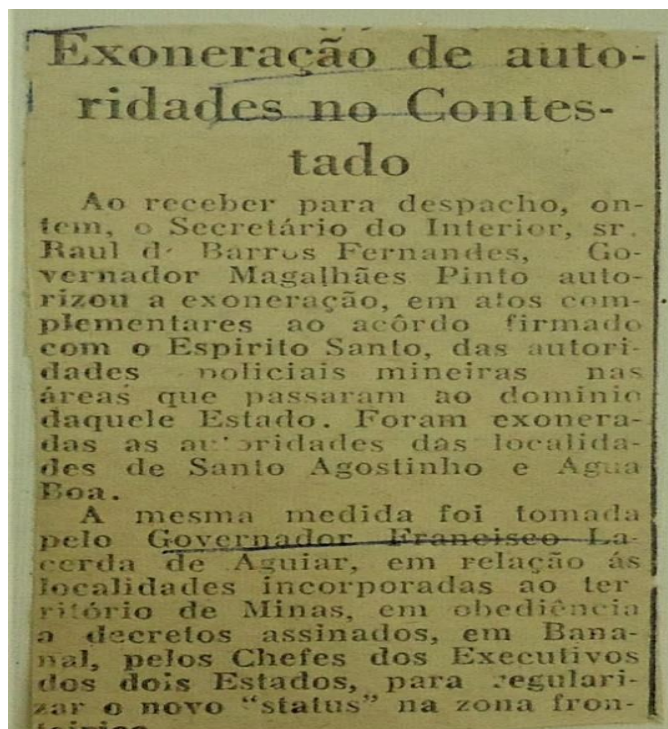 Exoneração de auto-
ridades no Contes-
tado
Ao receber para despacho, on-
tem, o Secretário do Interior, sr.
Raul de Barros Fernandes, Go-
vernador Magalhães Pinto auto-
rizou a exoneração, em atos com-
plementares ao acôrdo firmado
com o Espirito Santo, das autori-
dades policiais mineiras nas
áreas que passaram ao dominio
daquele Estado. Foram exonera-
das as autoridades das localida-
des de Santo Agostinho e Agua
Boa.
A mesma medida foi tomada
pelo Governador Francisco La-
cerda de Aguiar, em relação ás
localidades incorporadas ao ter
ritório de Minas, em obediência
a decretos assinados, em Bana-
nal, pelos Chefes dos Executivos
dos dois Estados, para regulari-
zar o novo "status" na zona fron-
teiriça